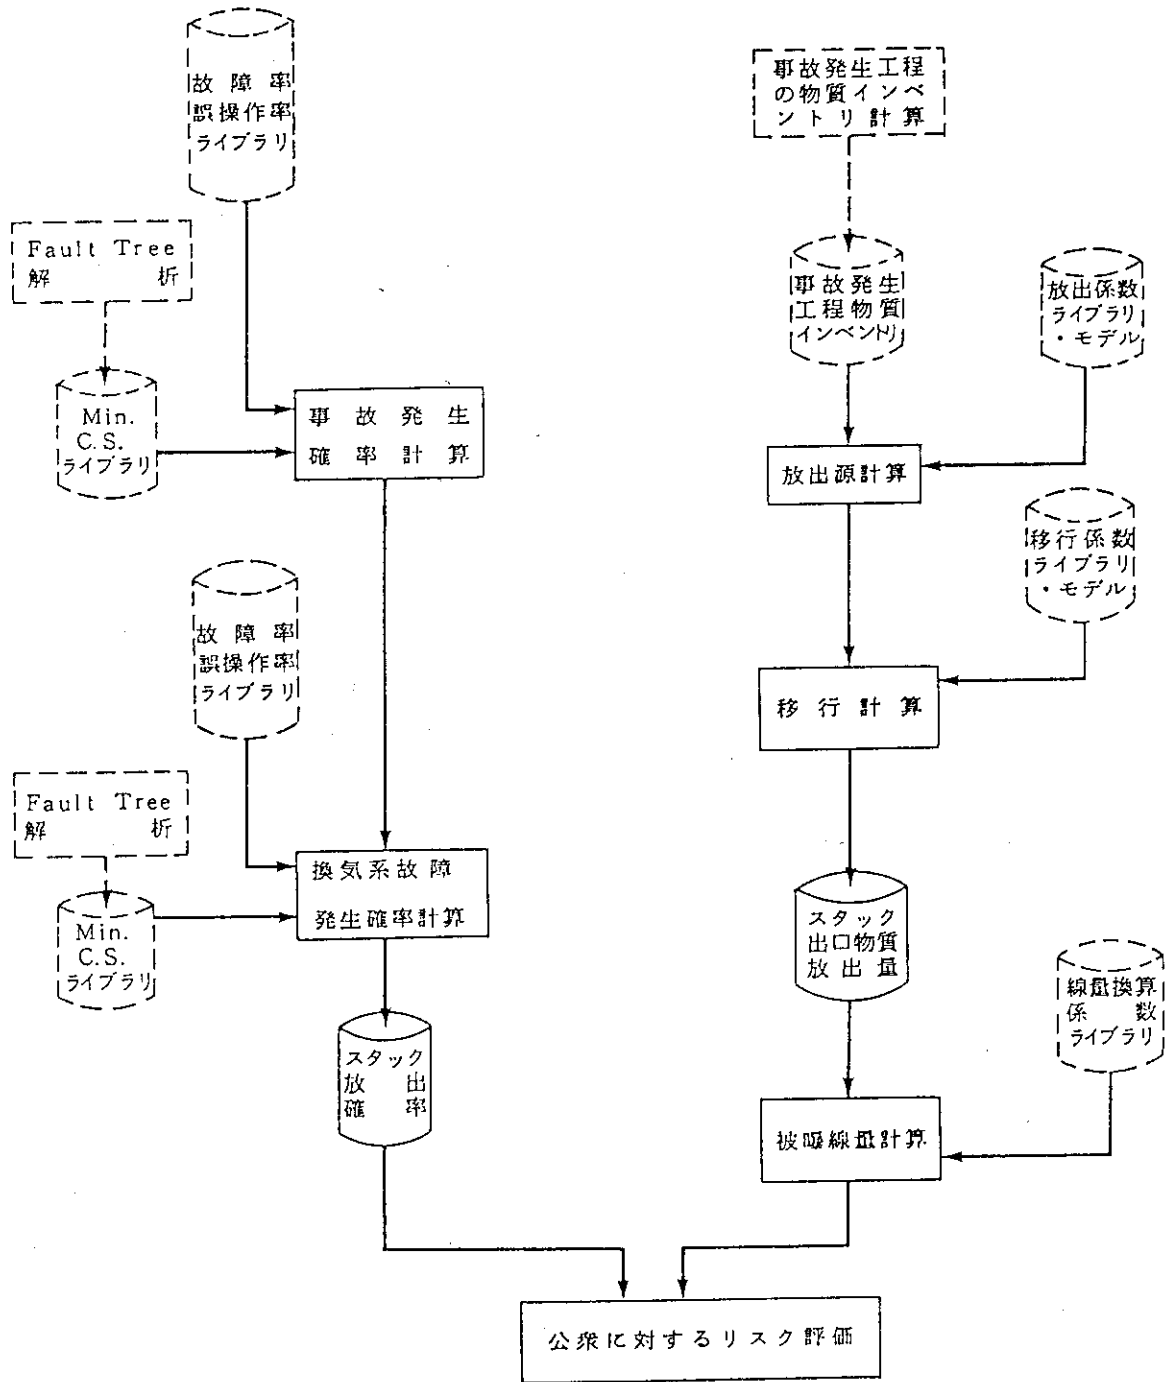 故障率
誤操作率
ライブラリ
Fault Tree
解析
Min.
C.S.
ライブラリ
事故発生
確率計算
故障率
誤操作率
ライブラリ
Fault Tree
解析
Min.
C.S.
ライブラリ
換気系故障
発生確率計算
スタック
放出
確率
事故発生工程
の物質インベ
ントリ計算
事故発生
工程物質
インベントリ
放出係数
ライブラリ
・モデル
放出源計算
移行係数
ライブラリ
・モデル
移行計算
スタック
出口物質
放出量
線量換算
係数
ライブラリ
被曝線量計算
公衆に対するリスク評価